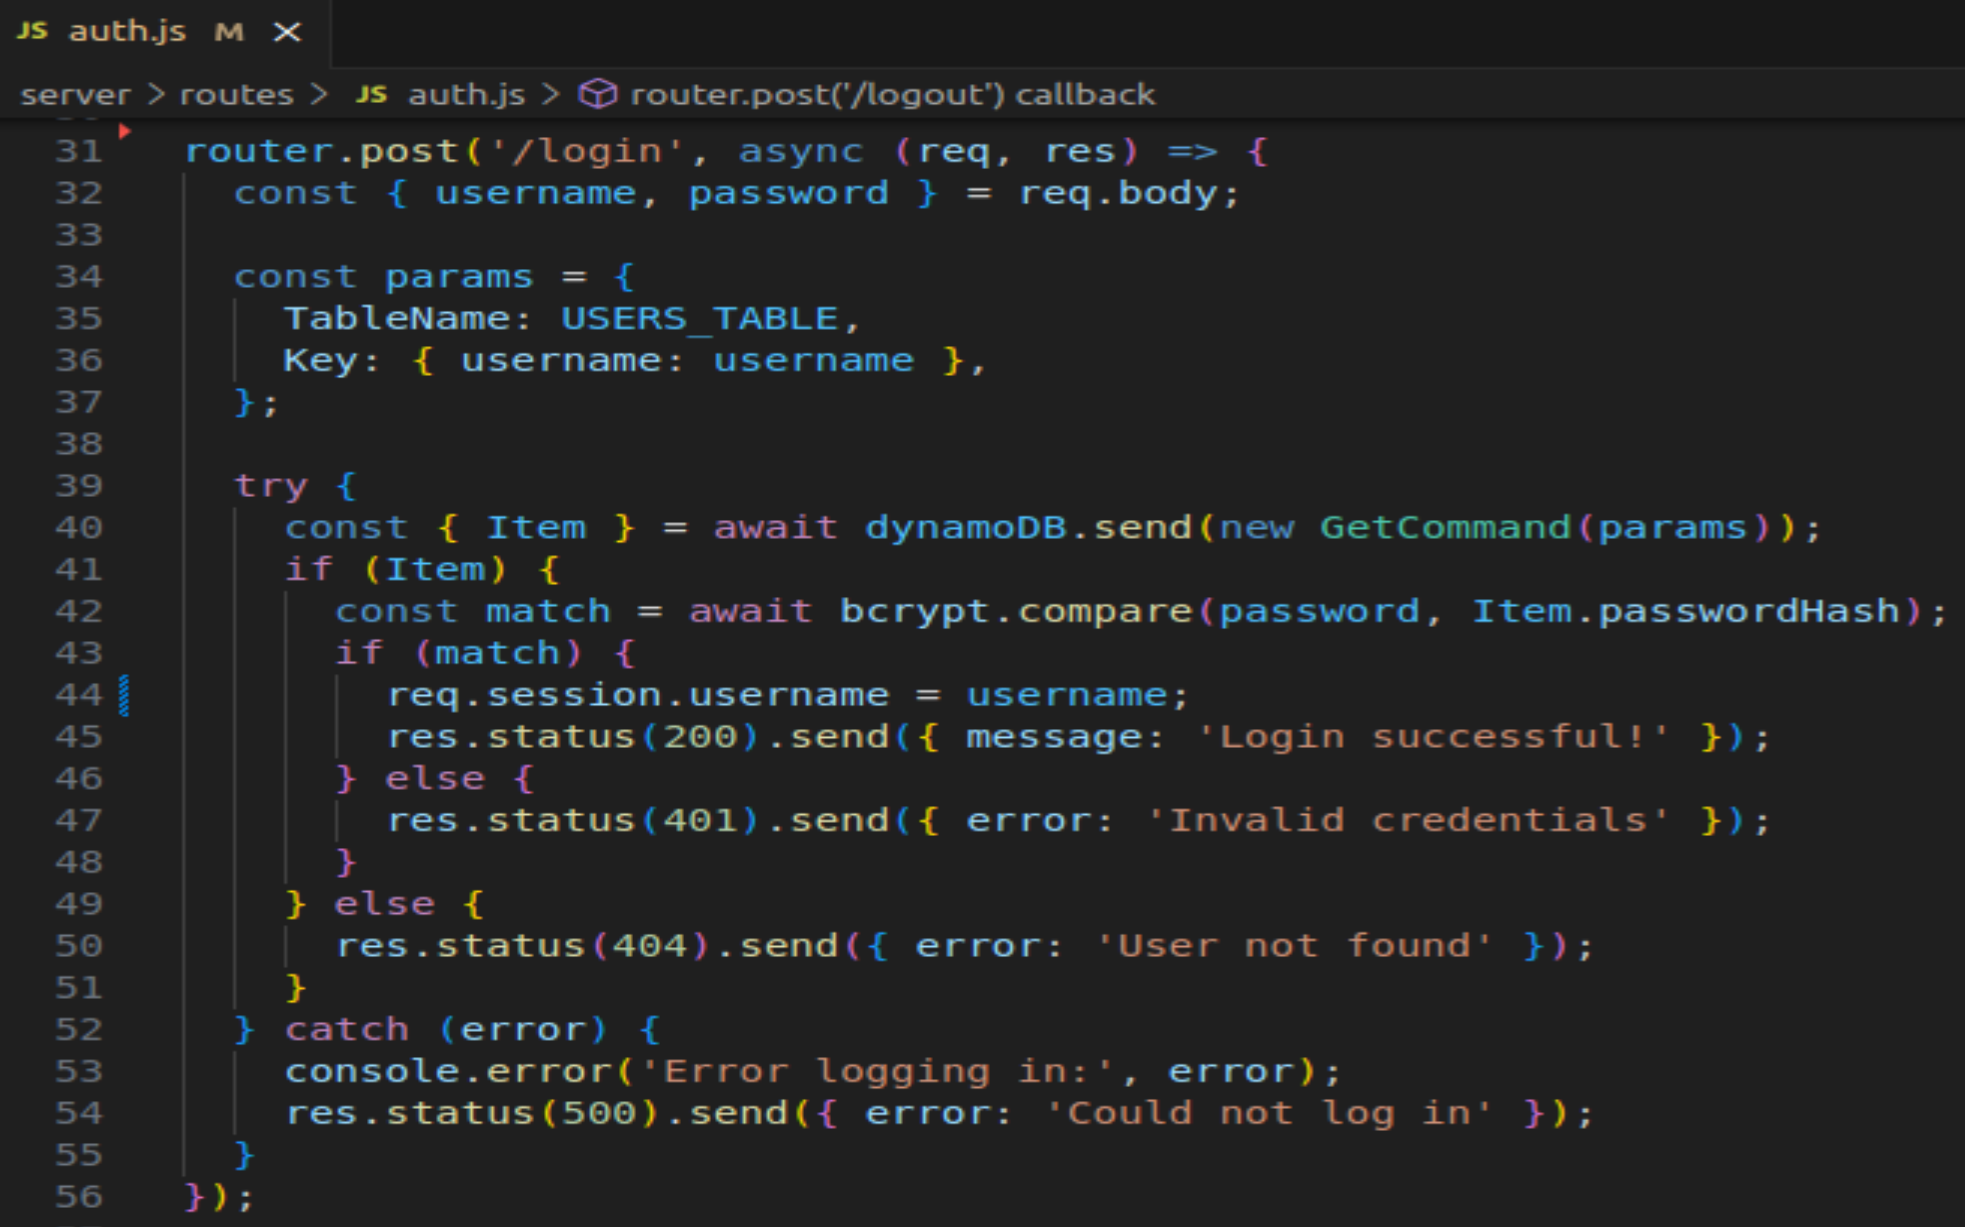 JS auth.js M
server > routes > JS auth.js > router.post('/logout') callback
31 router.post('/login', async (req, res) => {
32   const { username, password } = req.body;
33
34   const params = {
35     TableName: USERS_TABLE,
36     Key: { username: username },
37   };
38
39   try {
40     const { Item } = await dynamoDB.send(new GetCommand(params));
41     if (Item) {
42       const match = await bcrypt.compare(password, Item.passwordHash);
43       if (match) {
44         req.session.username = username;
45         res.status(200).send({ message: 'Login successful!' });
46       } else {
47         res.status(401).send({ error: 'Invalid credentials' });
48       }
49     } else {
50       res.status(404).send({ error: 'User not found' });
51     }
52   } catch (error) {
53     console.error('Error logging in:', error);
54     res.status(500).send({ error: 'Could not log in' });
55   }
56 });